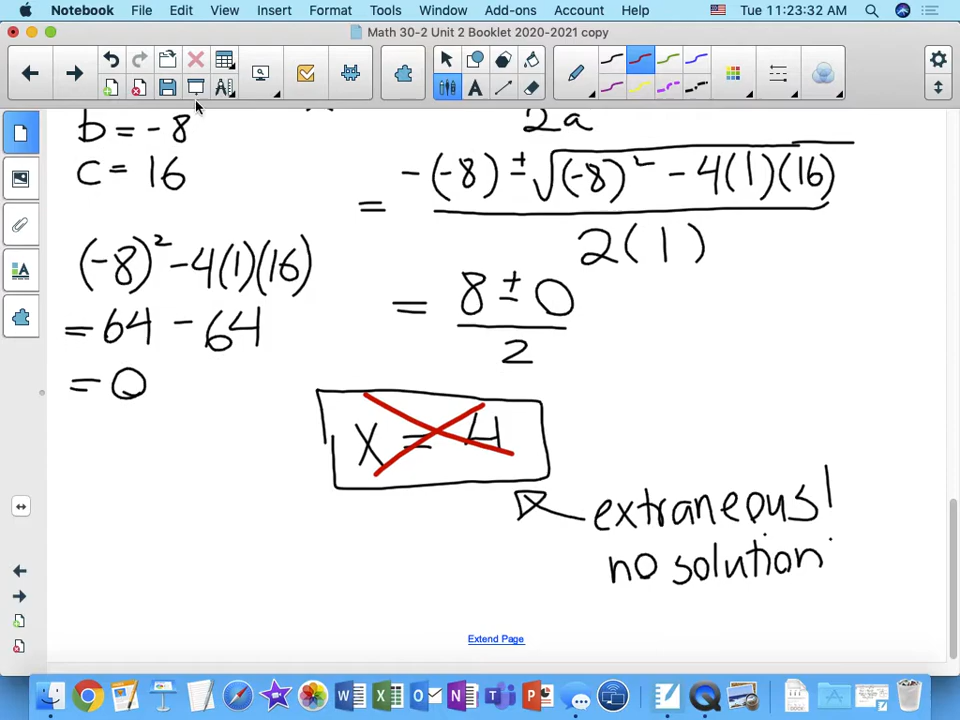 Notebook File Edit View Insert Format Tools Window Add-ons Account Help Tue 11:23:32 AM
Math 30-2 Unit 2 Booklet 2020-2021 copy
b = -8
c = 16
2a
= -(-8) ± √(-8)² - 4(1)(16)
2(1)
(-8)² - 4(1)(16)
= 64 - 64
= 0
= 8 ± 0
2
x = 4
extraneous!
no solution
Extend Page